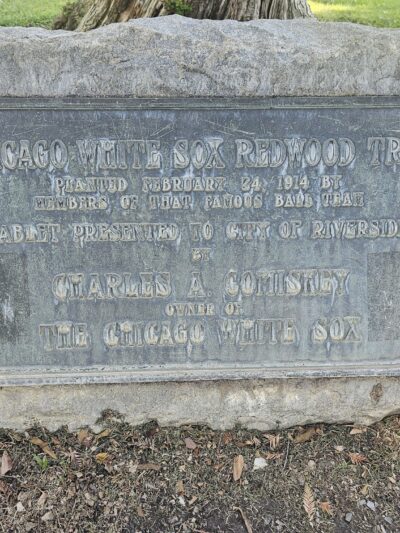 CAGO WHITE SOX REDWOOD TR
PLANTED FEBRUARY 24, 1914 BY
MEMBERS OF THAT FAMOUS BALL TEAM
ABLET PRESENTED TO CITY OF RIVERSID
BY
CHARLES A COMISKEY
OWNER OF
THE CHICAGO WHITE SOX